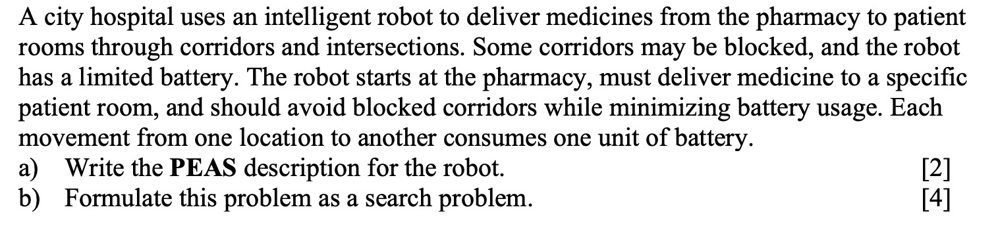 A city hospital uses an intelligent robot to deliver medicines from the pharmacy to patient
rooms through corridors and intersections. Some corridors may be blocked, and the robot
has a limited battery. The robot starts at the pharmacy, must deliver medicine to a specific
patient room, and should avoid blocked corridors while minimizing battery usage. Each
movement from one location to another consumes one unit of battery.
a) Write the PEAS description for the robot. [2]
b) Formulate this problem as a search problem. [4]